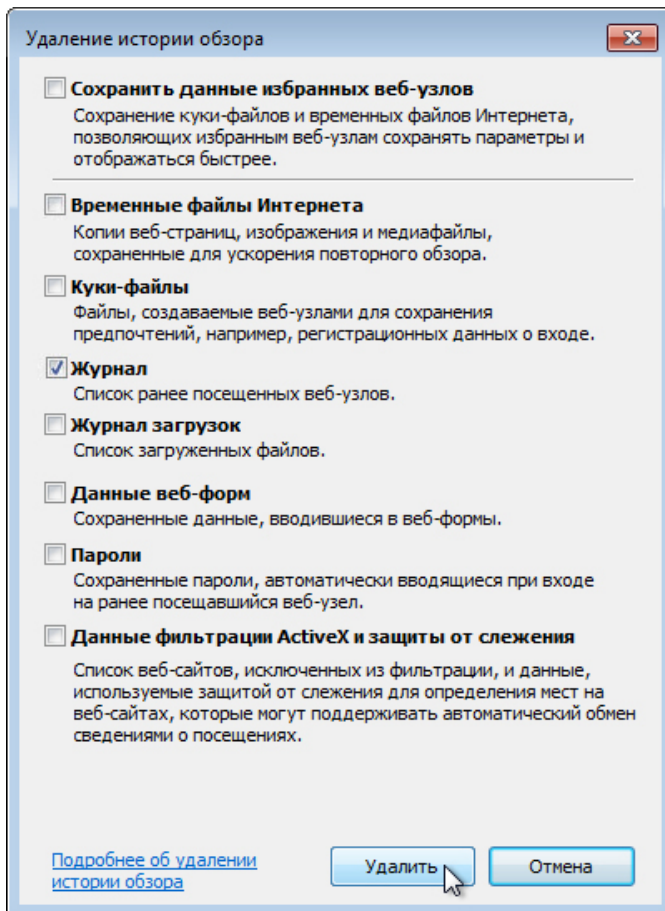 Удаление истории обзора
Сохранить данные избранных веб-узлов
Сохранение куки-файлов и временных файлов Интернета,
позволяющих избранным веб-узлам сохранять параметры и
отображаться быстрее.
Временные файлы Интернета
Копии веб-страниц, изображения и медиафайлы,
сохраненные для ускорения повторного обзора.
Куки-файлы
Файлы, создаваемые веб-узлами для сохранения
предпочтений, например, регистрационных данных о входе.
Журнал
Список ранее посещенных веб-узлов.
Журнал загрузок
Список загруженных файлов.
Данные веб-форм
Сохраненные данные, вводившиеся в веб-формы.
Пароли
Сохраненные пароли, автоматически вводящиеся при входе
на ранее посещавшийся веб-узел.
Данные фильтрации ActiveX и защиты от слежения
Список веб-сайтов, исключенных из фильтрации, и данные,
используемые защитой от слежения для определения мест на
веб-сайтах, которые могут поддерживать автоматический обмен
сведениями о посещениях.
Подробнее об удалении
истории обзора
Удалить
Отмена